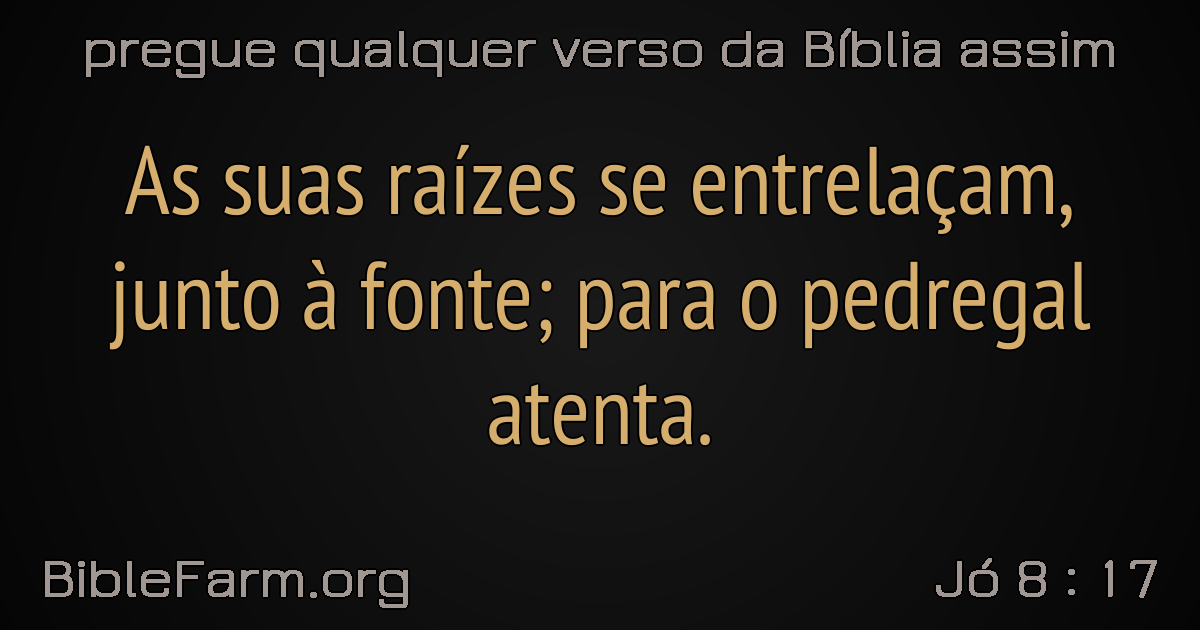 pregue qualquer verso da Bíblia assim
As suas raízes se entrelaçam,
junto à fonte; para o pedregal
atenta.
BibleFarm.org
Jó 8 : 17